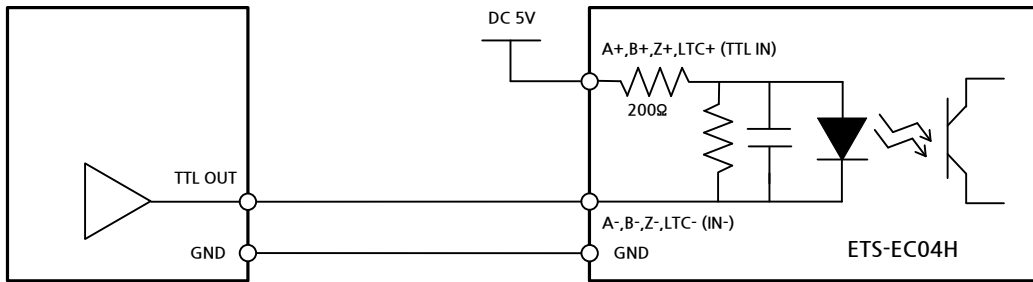 DC 5V
A+,B+,Z+,LTC+ (TTL IN)
200Ω
TTL OUT
A-,B-,Z-,LTC- (IN-)
GND
GND
ETS-EC04H